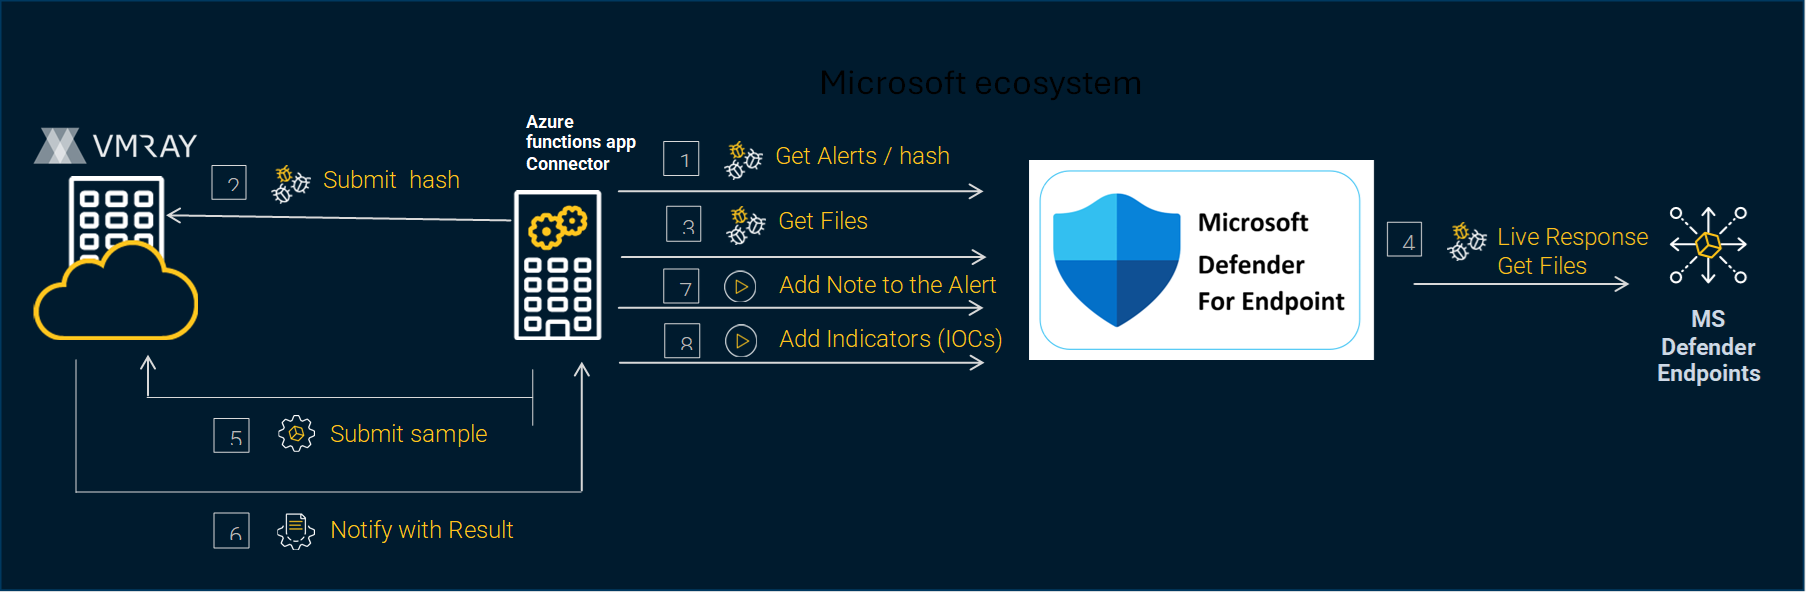 Microsoft ecosystem
VMRAY
2
Submit hash
Azure
functions app
Connector
1
Get Alerts / hash
3
Get Files
7
Add Note to the Alert
8
Add Indicators (IOCs)
Microsoft
Defender
For Endpoint
4
Live Response
Get Files
MS
Defender
Endpoints
5
Submit sample
6
Notify with Result